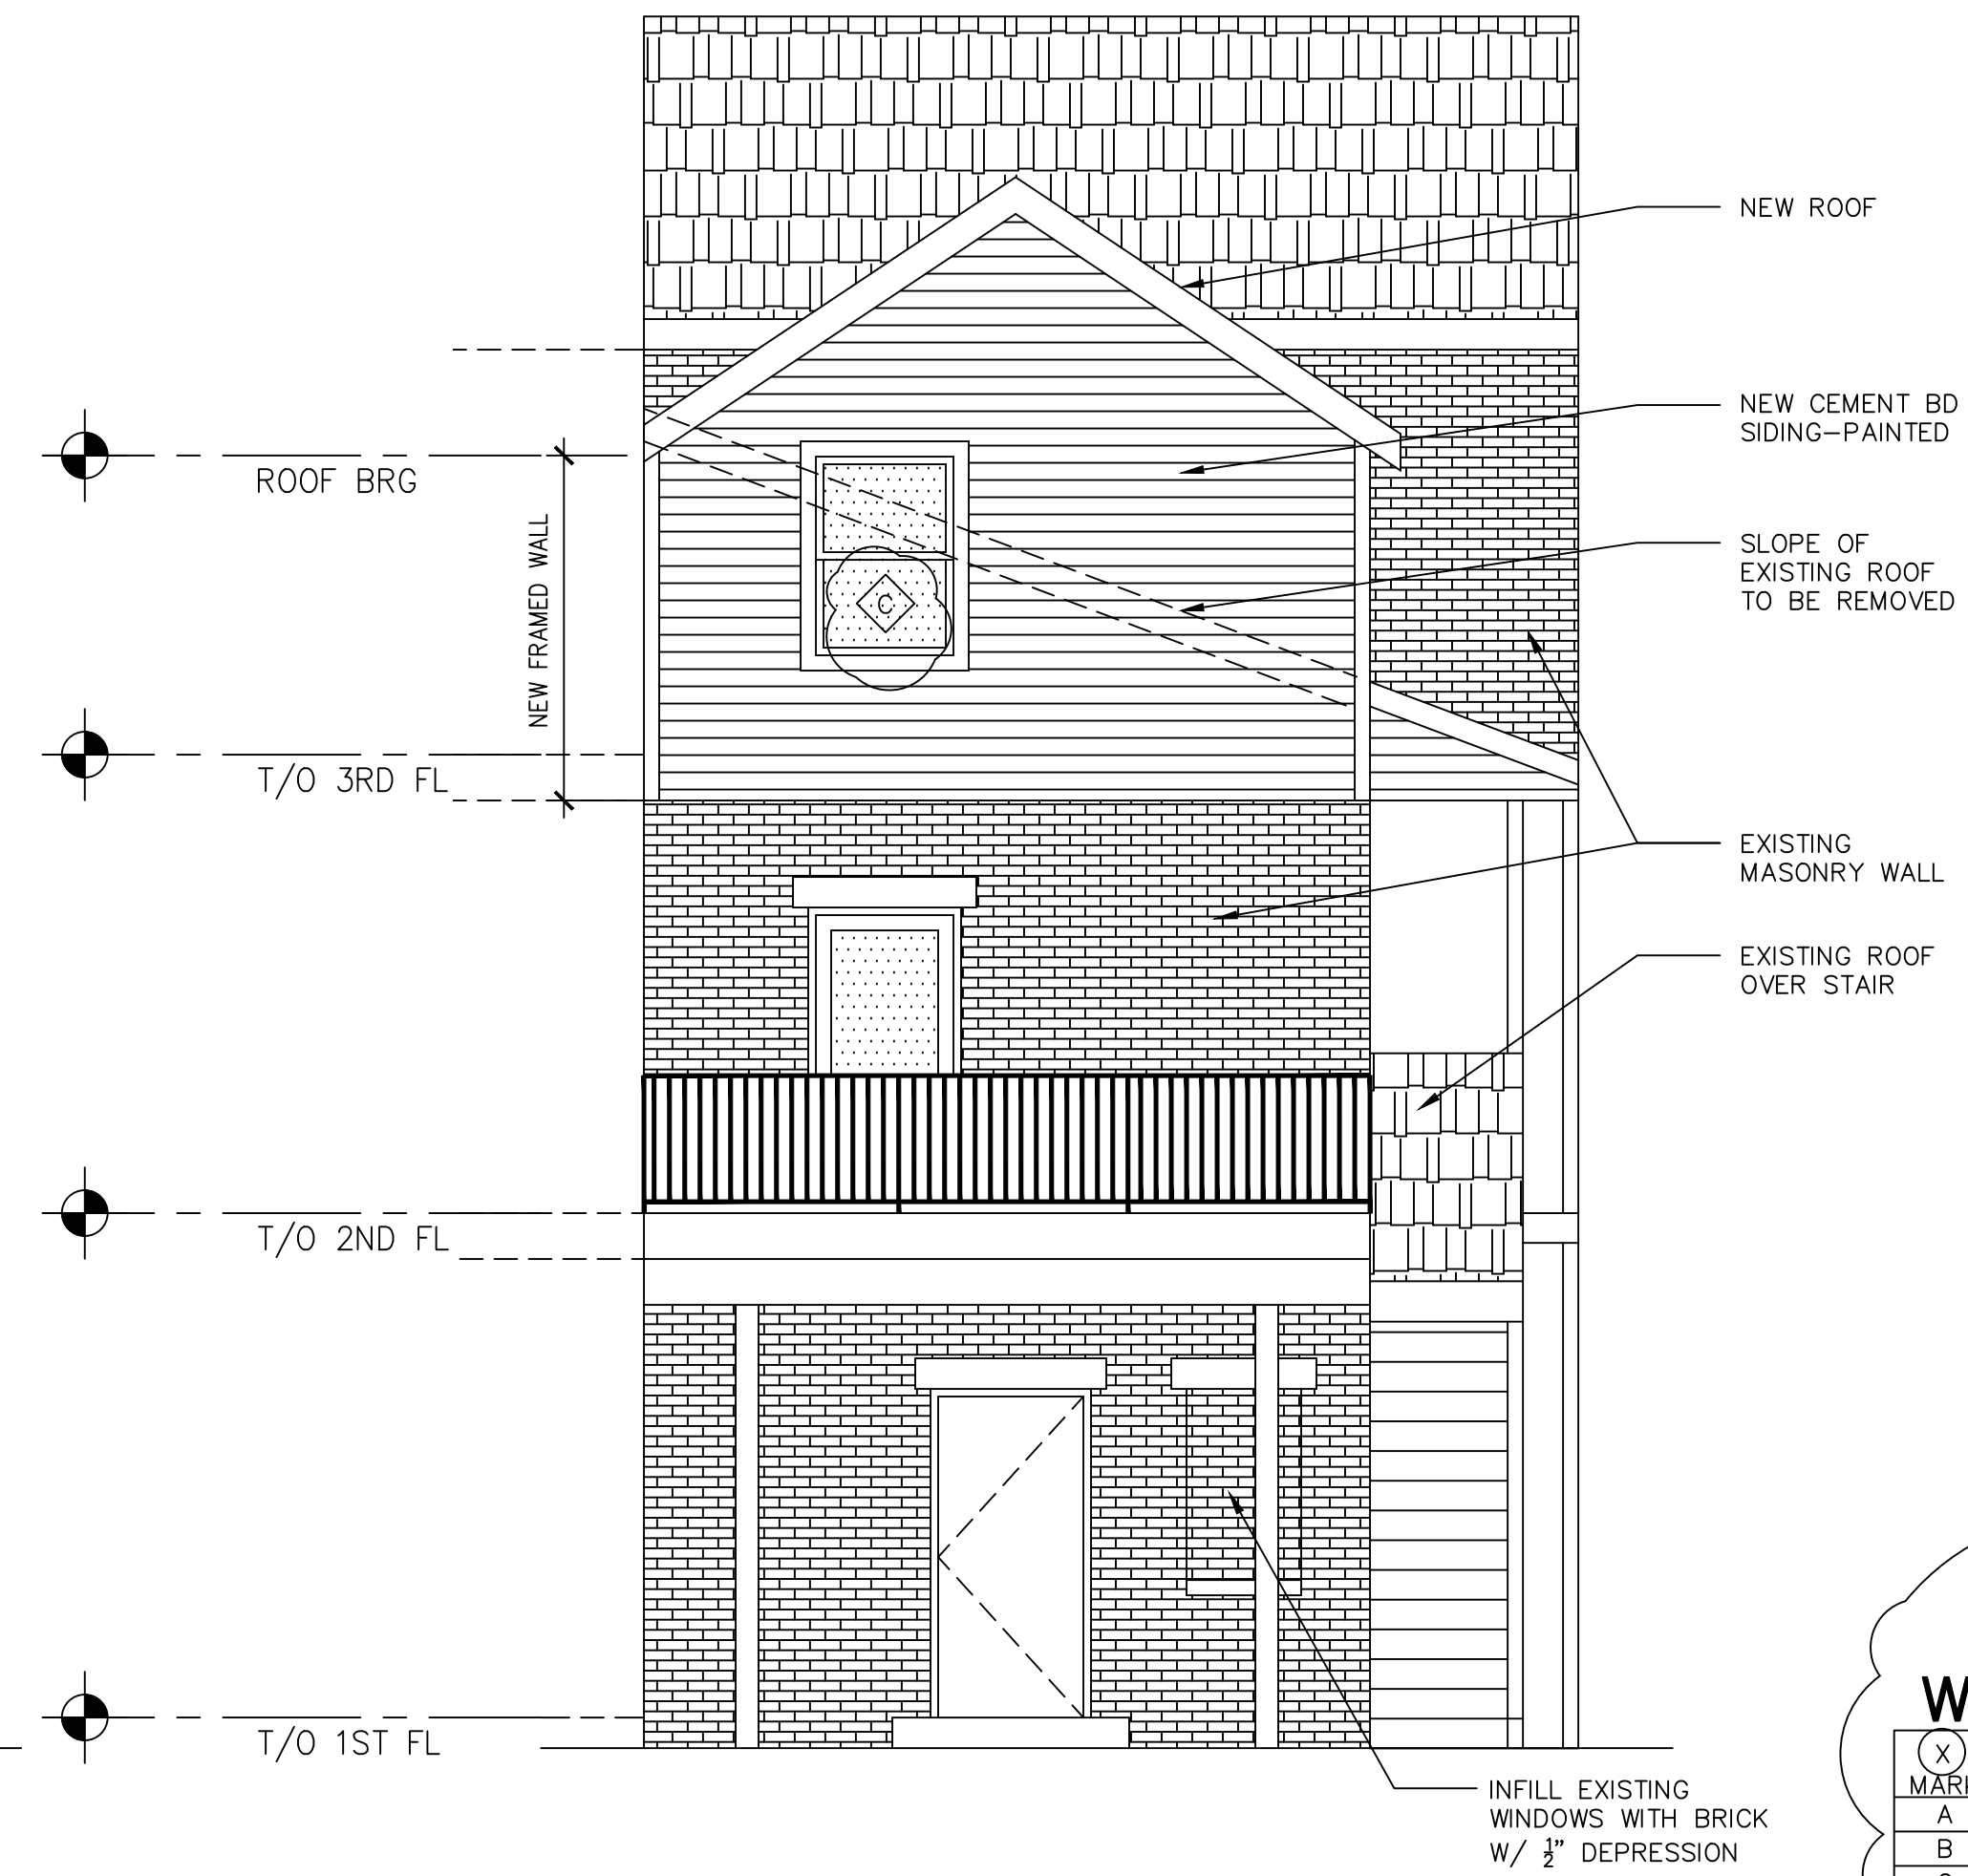 NEW ROOF
NEW CEMENT BD
SIDING-PAINTED
ROOF BRG
NEW FRAMED WALL
SLOPE OF
EXISTING ROOF
TO BE REMOVED
C
T/O 3RD FL
EXISTING
MASONRY WALL
EXISTING ROOF
OVER STAIR
T/O 2ND FL
T/O 1ST FL
INFILL EXISTING
WINDOWS WITH BRICK
W/ ½" DEPRESSION
W
X
MARK
A
B